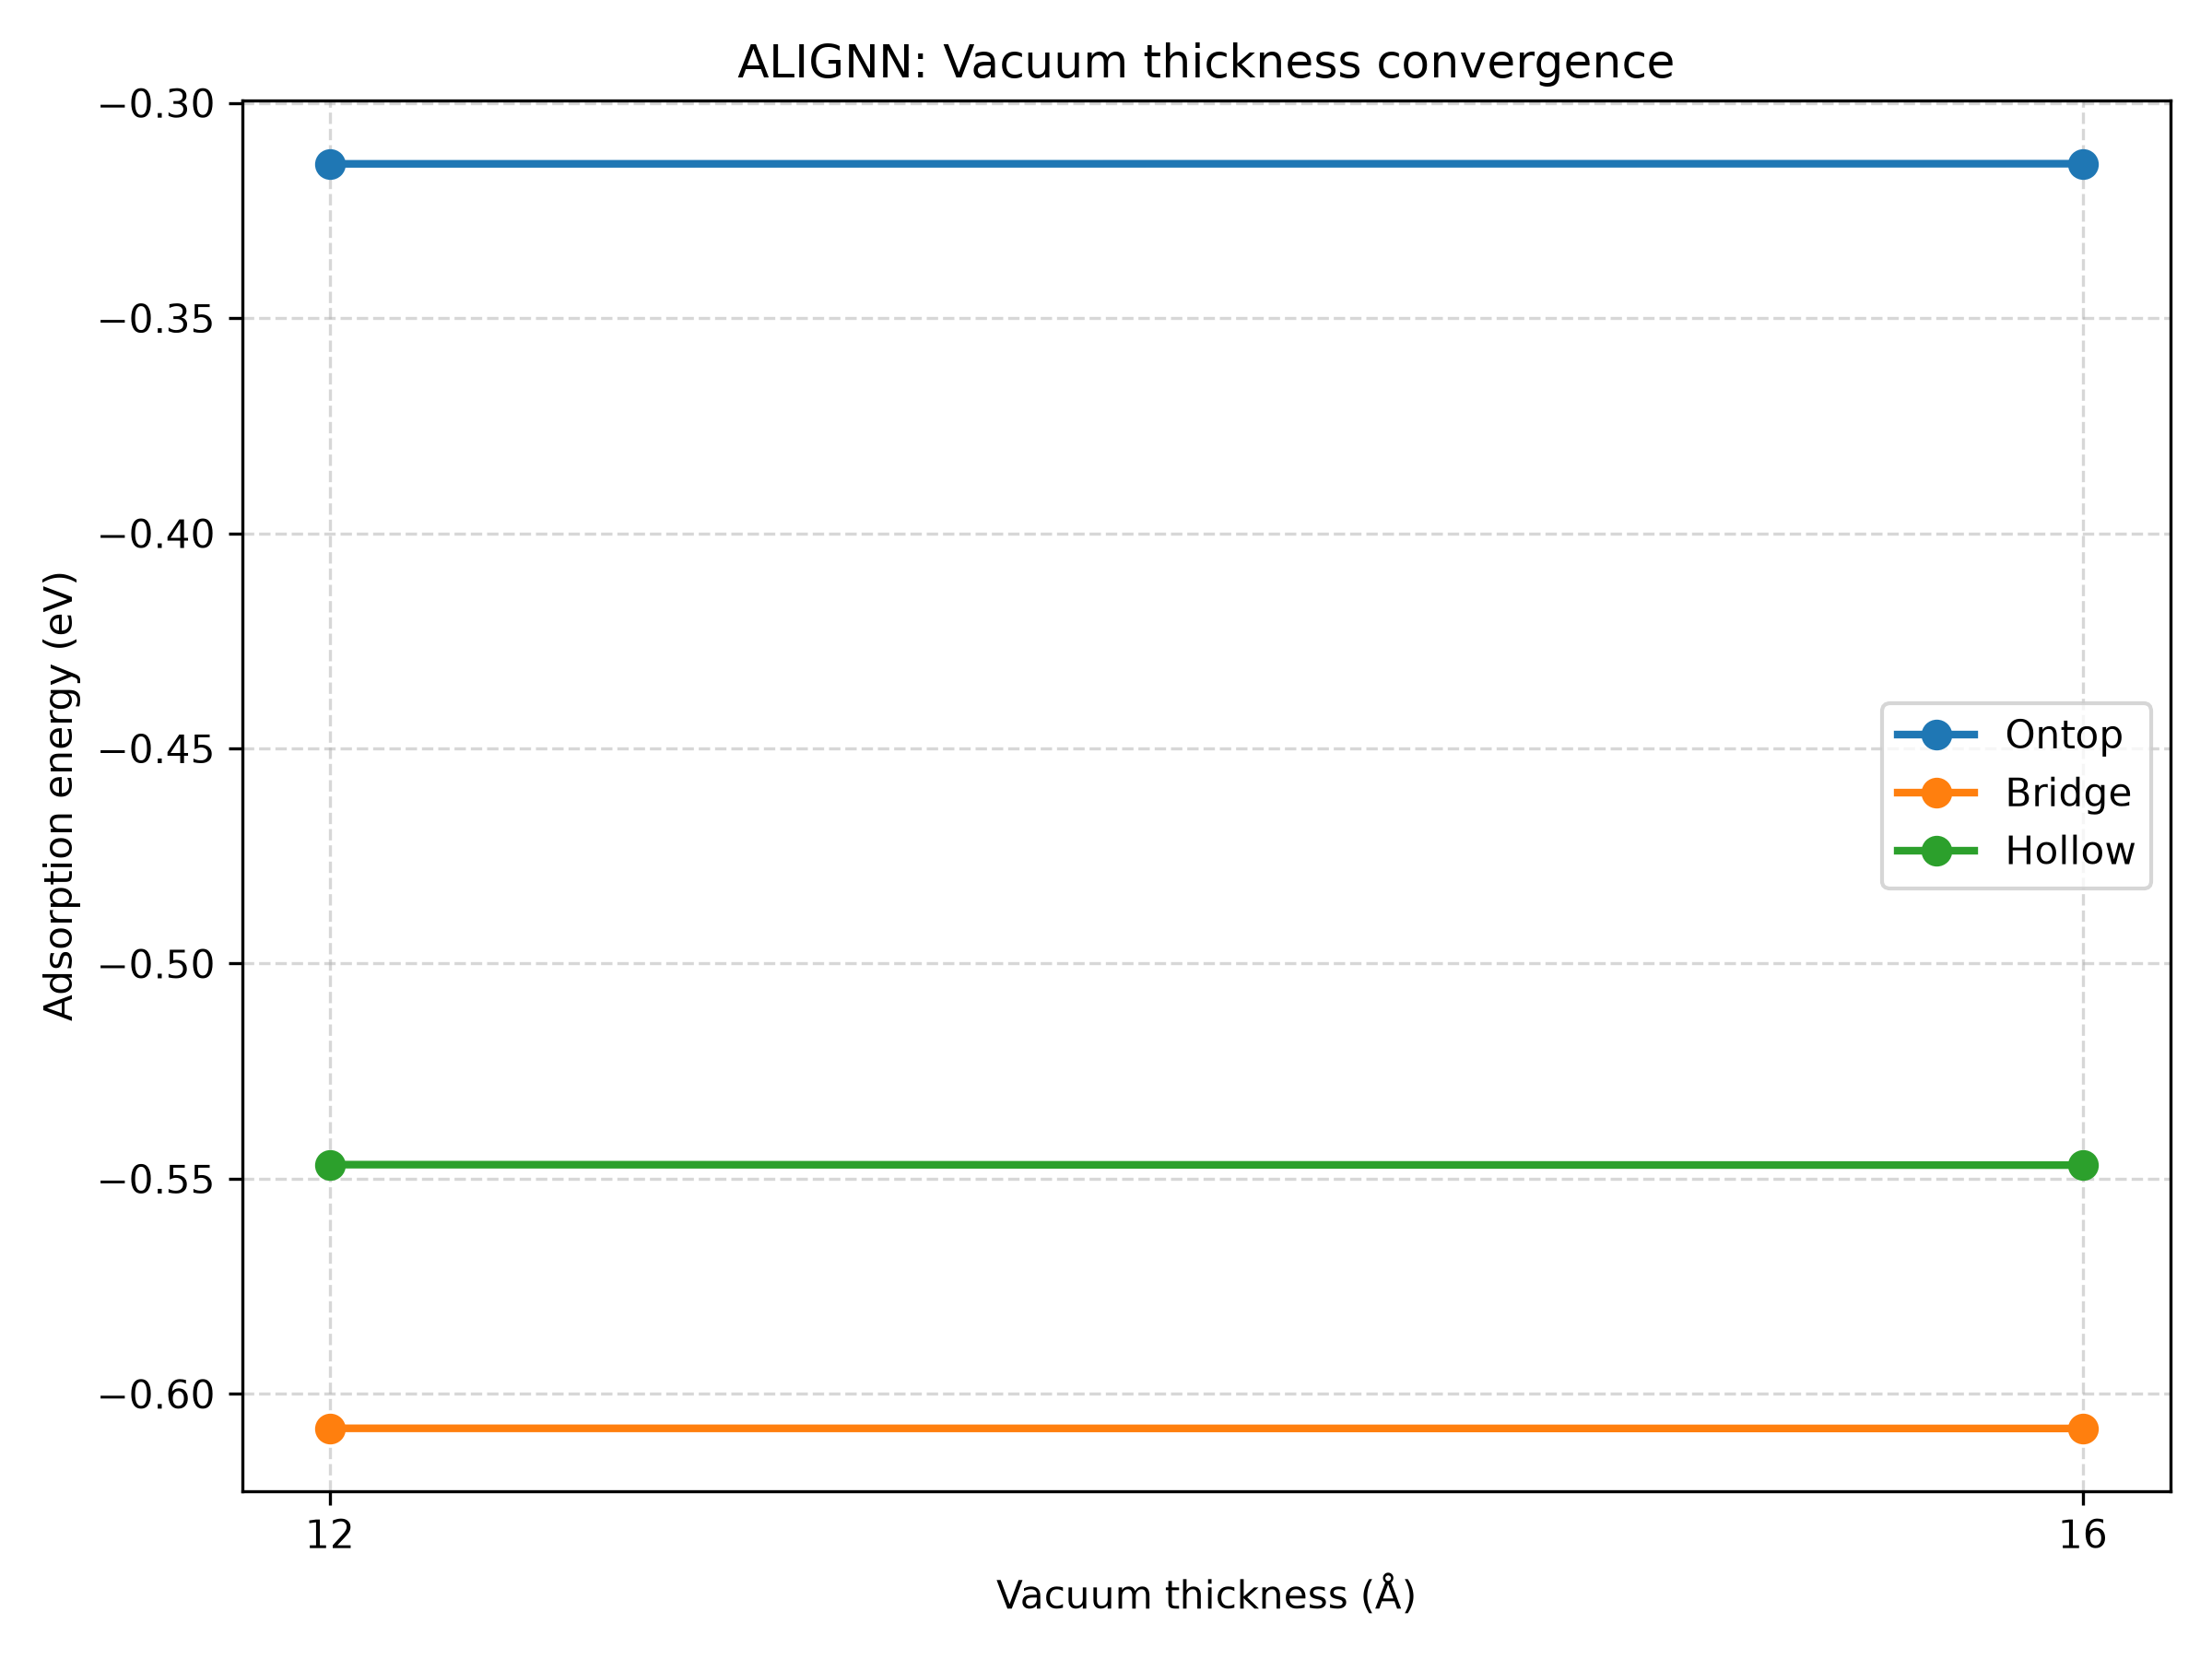 ALIGNN: Vacuum thickness convergence
−0.30
−0.35
−0.40
−0.45
−0.50
−0.55
−0.60
Adsorption energy (eV)
Ontop
Bridge
Hollow
12
16
Vacuum thickness (Å)